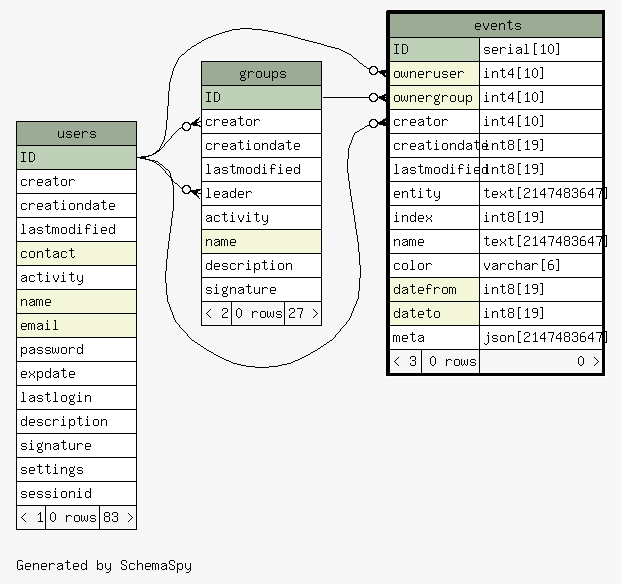 users
ID
creator
creationdate
lastmodified
contact
activity
name
email
password
expdate
lastlogin
description
signature
settings
sessionid
< 1 0 rows 83 >
groups
ID
creator
creationdate
lastmodified
leader
activity
name
description
signature
< 2 0 rows 27 >
events
ID serial[10]
owneruser int4[10]
ownergroup int4[10]
creator int4[10]
creationdate int8[19]
lastmodified int8[19]
entity text[2147483647]
index int8[19]
name text[2147483647]
color varchar[6]
datefrom int8[19]
dateto int8[19]
meta json[2147483647]
< 3 0 rows 0 >
Generated by SchemaSpy